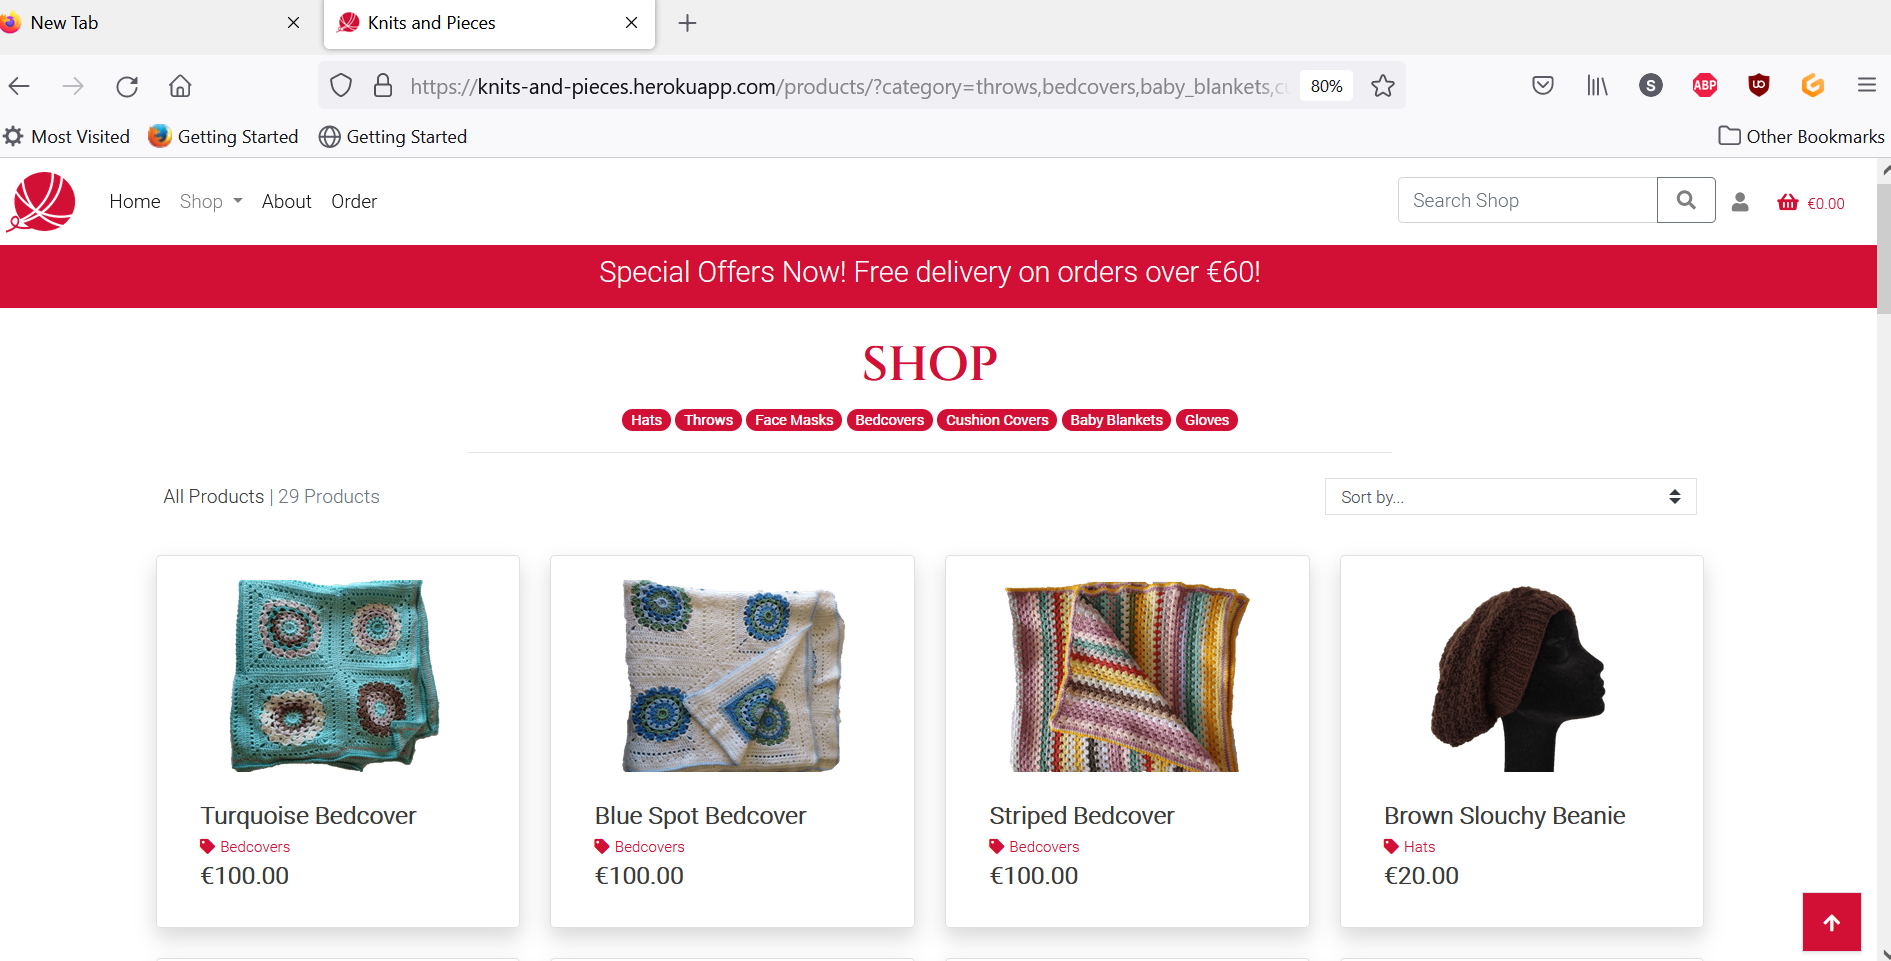 New Tab
Knits and Pieces
https://knits-and-pieces.herokuapp.com/products/?category=throws,bedcovers,baby_blankets,cu
80%
S
ABP
Most Visited
Getting Started
Getting Started
Other Bookmarks
Home Shop About Order
Search Shop
€0.00
Special Offers Now! Free delivery on orders over €60!
SHOP
Hats Throws Face Masks Bedcovers Cushion Covers Baby Blankets Gloves
All Products | 29 Products
Sort by...
Turquoise Bedcover
Bedcovers
€100.00
Blue Spot Bedcover
Bedcovers
€100.00
Striped Bedcover
Bedcovers
€100.00
Brown Slouchy Beanie
Hats
€20.00